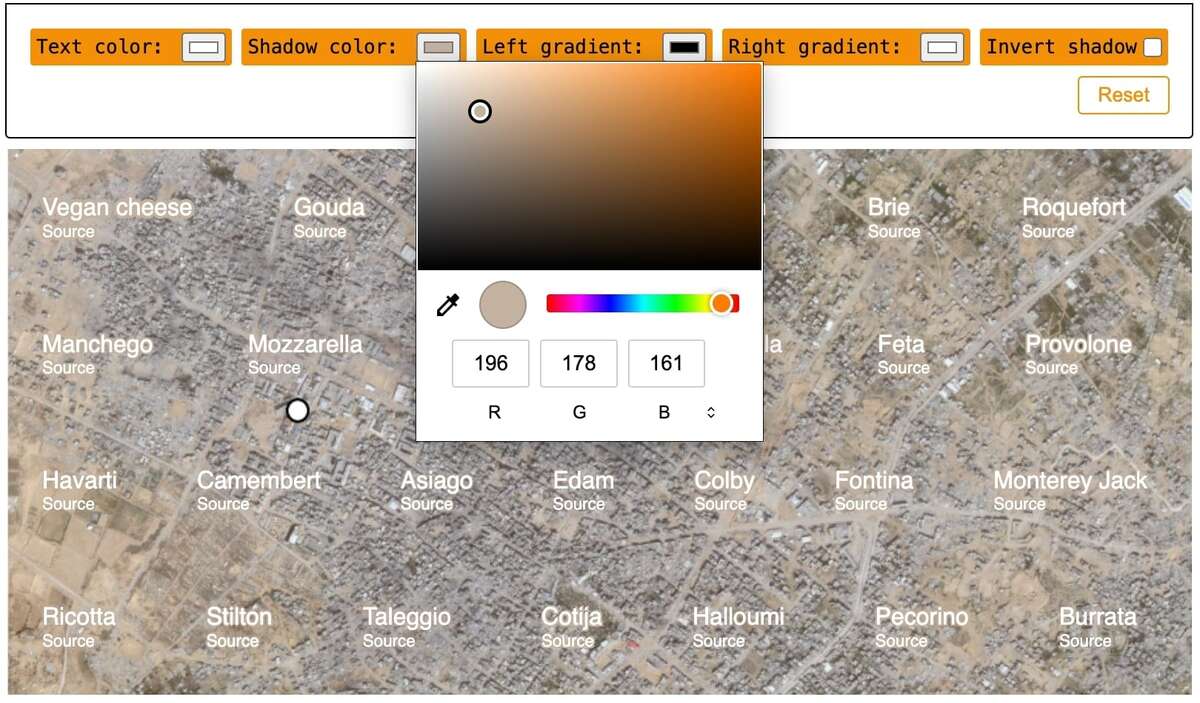 Text color: Shadow color: Left gradient: Right gradient: Invert shadow
Reset
Vegan cheese Gouda Brie Roquefort
Source Source Source Source
196 178 161
R G B
Manchego Mozzarella Feta Provolone
Source Source Source Source
Havarti Camembert Asiago Edam Colby Fontina Monterey Jack
Source Source Source Source Source Source Source
Ricotta Stilton Taleggio Cotija Halloumi Pecorino Burrata
Source Source Source Source Source Source Source